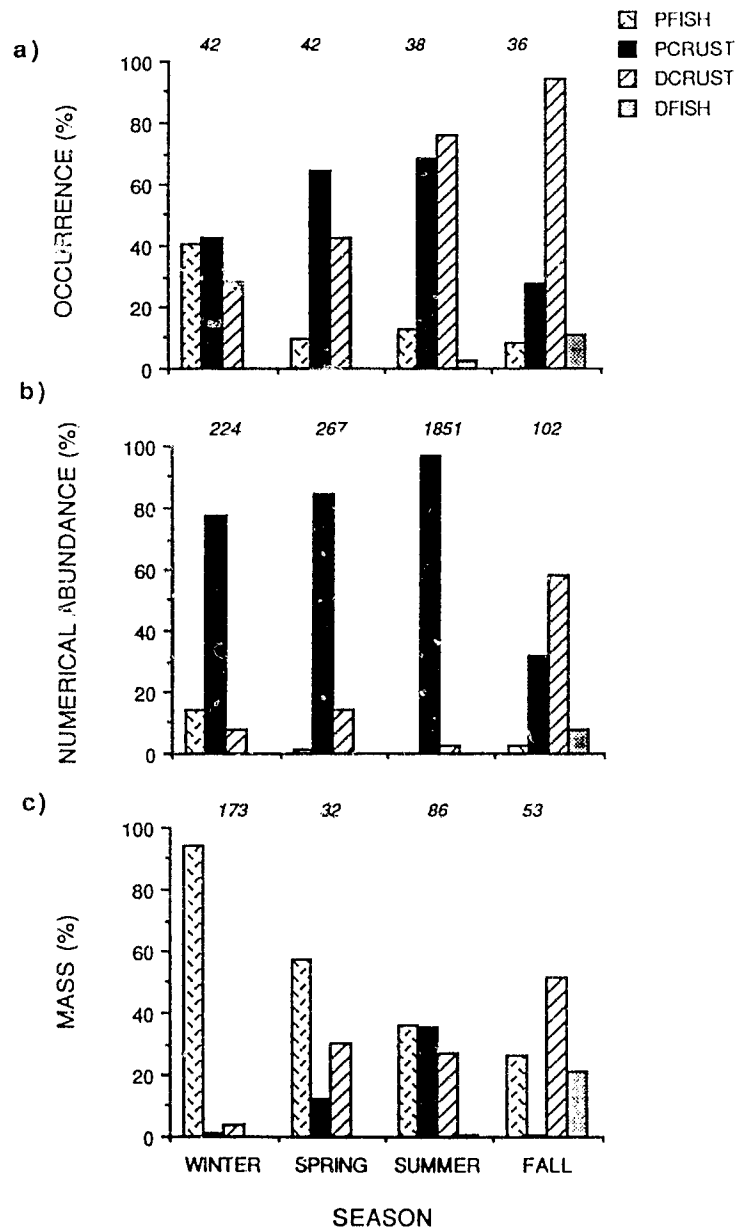 PFISH
PCRUST
DCRUST
DFISH
a)
42 42 38 36
100
80
60
40
20
0
OCCURRENCE (%)
b)
224 267 1851 102
100
80
60
40
20
0
NUMERICAL ABUNDANCE (%)
c)
173 32 86 53
100
80
60
40
20
0
MASS (%)
WINTER SPRING SUMMER FALL
SEASON